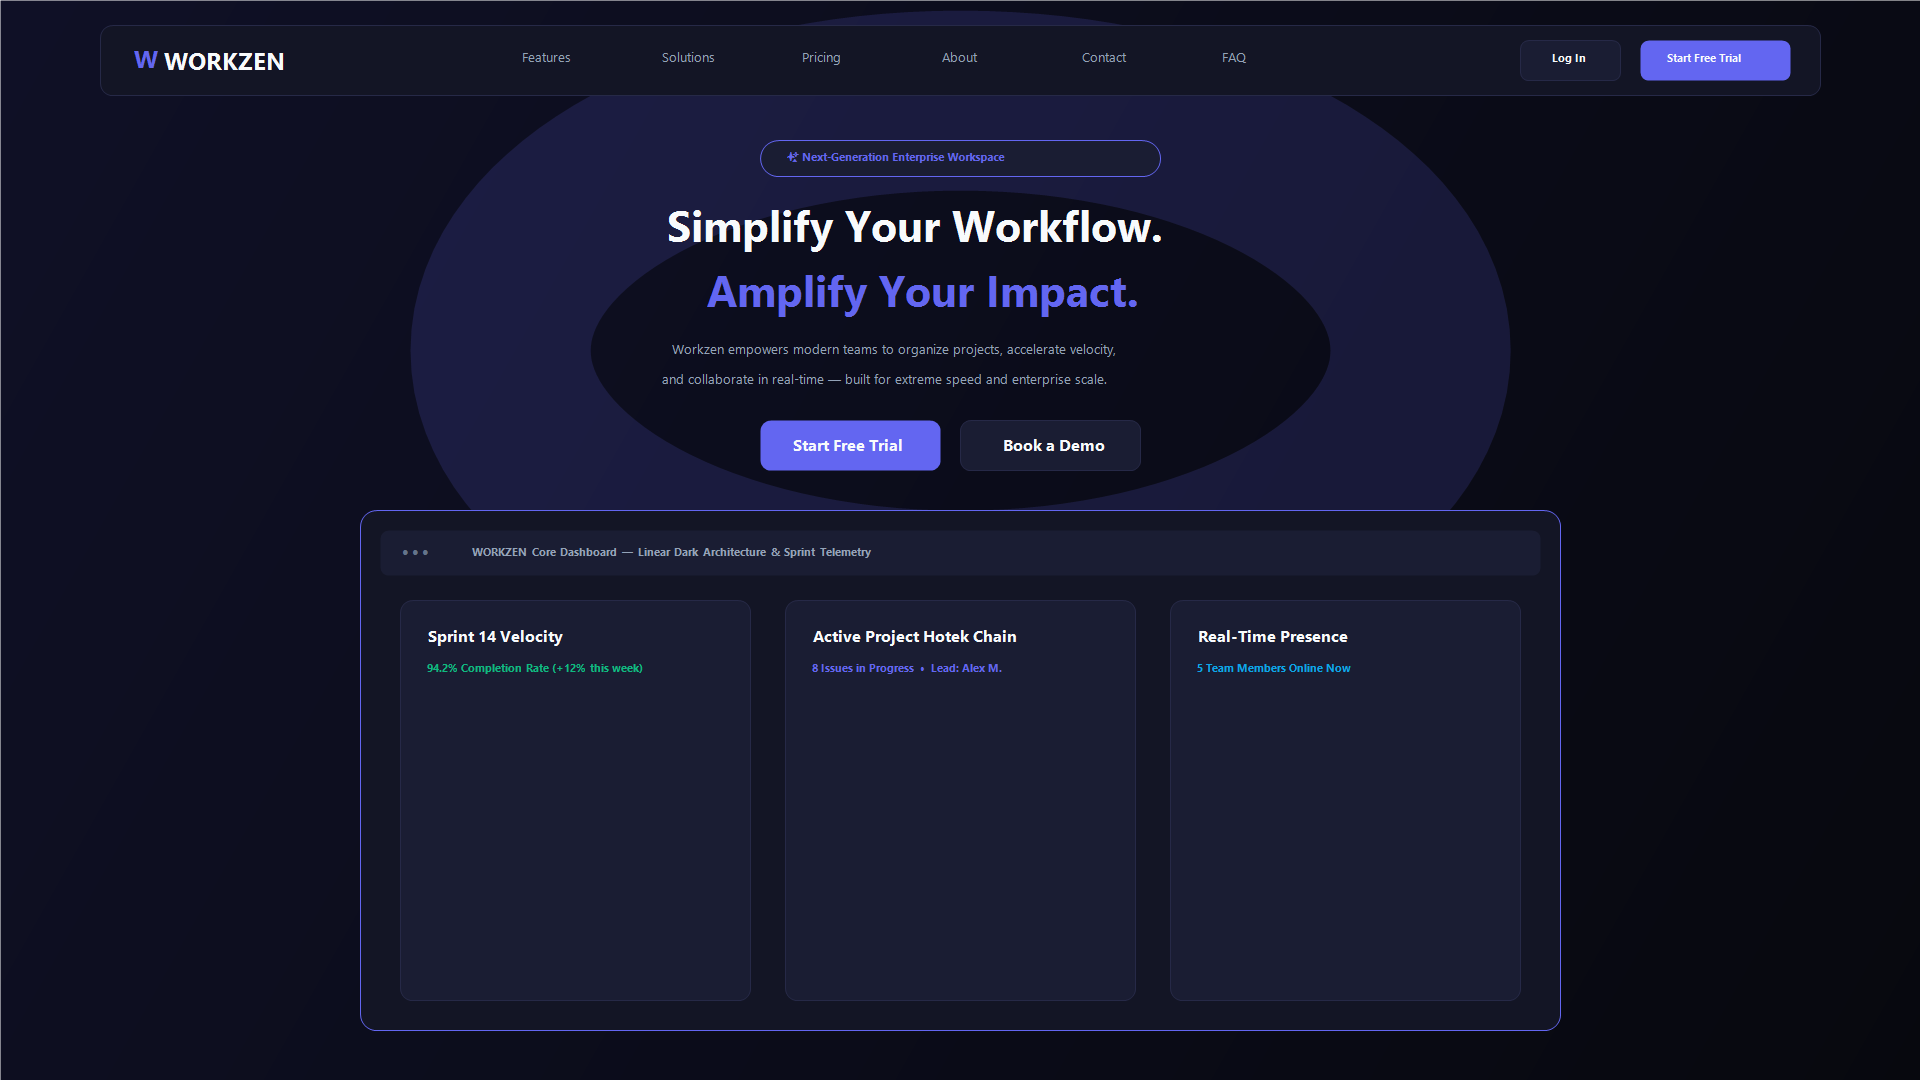 W WORKZEN
Features
Solutions
Pricing
About
Contact
FAQ
Log In
Start Free Trial
Next-Generation Enterprise Workspace
Simplify Your Workflow.
Amplify Your Impact.
Workzen empowers modern teams to organize projects, accelerate velocity,
and collaborate in real-time — built for extreme speed and enterprise scale.
Start Free Trial
Book a Demo
WORKZEN Core Dashboard — Linear Dark Architecture & Sprint Telemetry
Sprint 14 Velocity
94.2% Completion Rate (+12% this week)
Active Project Hotek Chain
8 Issues in Progress • Lead: Alex M.
Real-Time Presence
5 Team Members Online Now